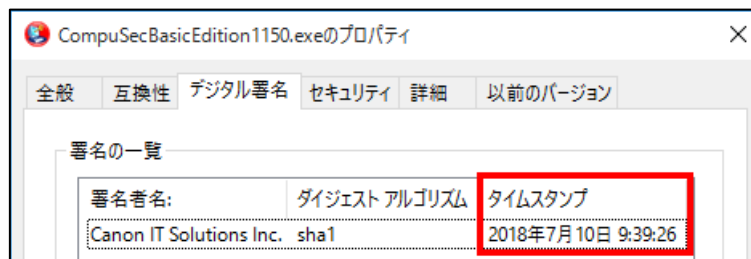 CompuSecBasicEdition1150.exeのプロパティ
全般 互換性 デジタル署名 セキュリティ 詳細 以前のバージョン
署名の一覧
署名者名: ダイジェスト アルゴリズム タイムスタンプ
Canon IT Solutions Inc. sha1 2018年7月10日 9:39:26